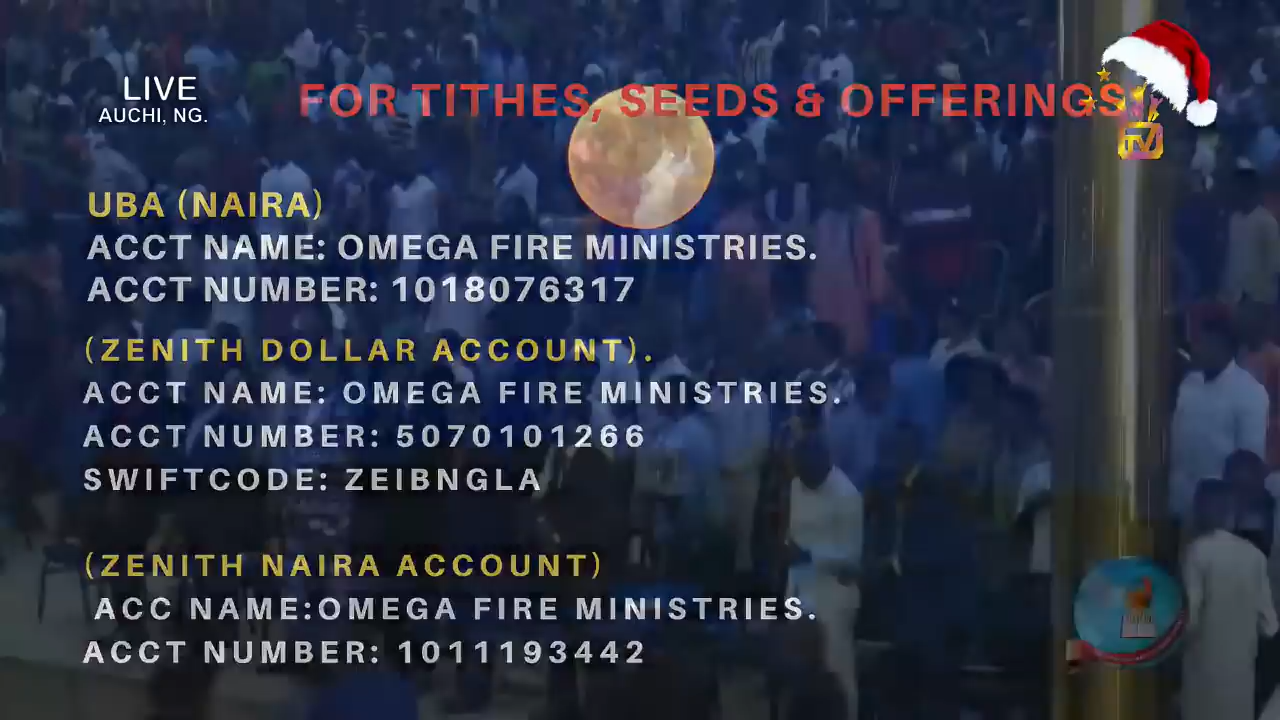 LIVE
AUCHI, NG.
FOR TITHES, SEEDS & OFFERINGS
TV
UBA (NAIRA)
ACCT NAME: OMEGA FIRE MINISTRIES.
ACCT NUMBER: 1018076317
(ZENITH DOLLAR ACCOUNT).
ACCT NAME: OMEGA FIRE MINISTRIES.
ACCT NUMBER: 5070101266
SWIFTCODE: ZEIBNGLA
(ZENITH NAIRA ACCOUNT)
ACC NAME:OMEGA FIRE MINISTRIES.
ACCT NUMBER: 1011193442